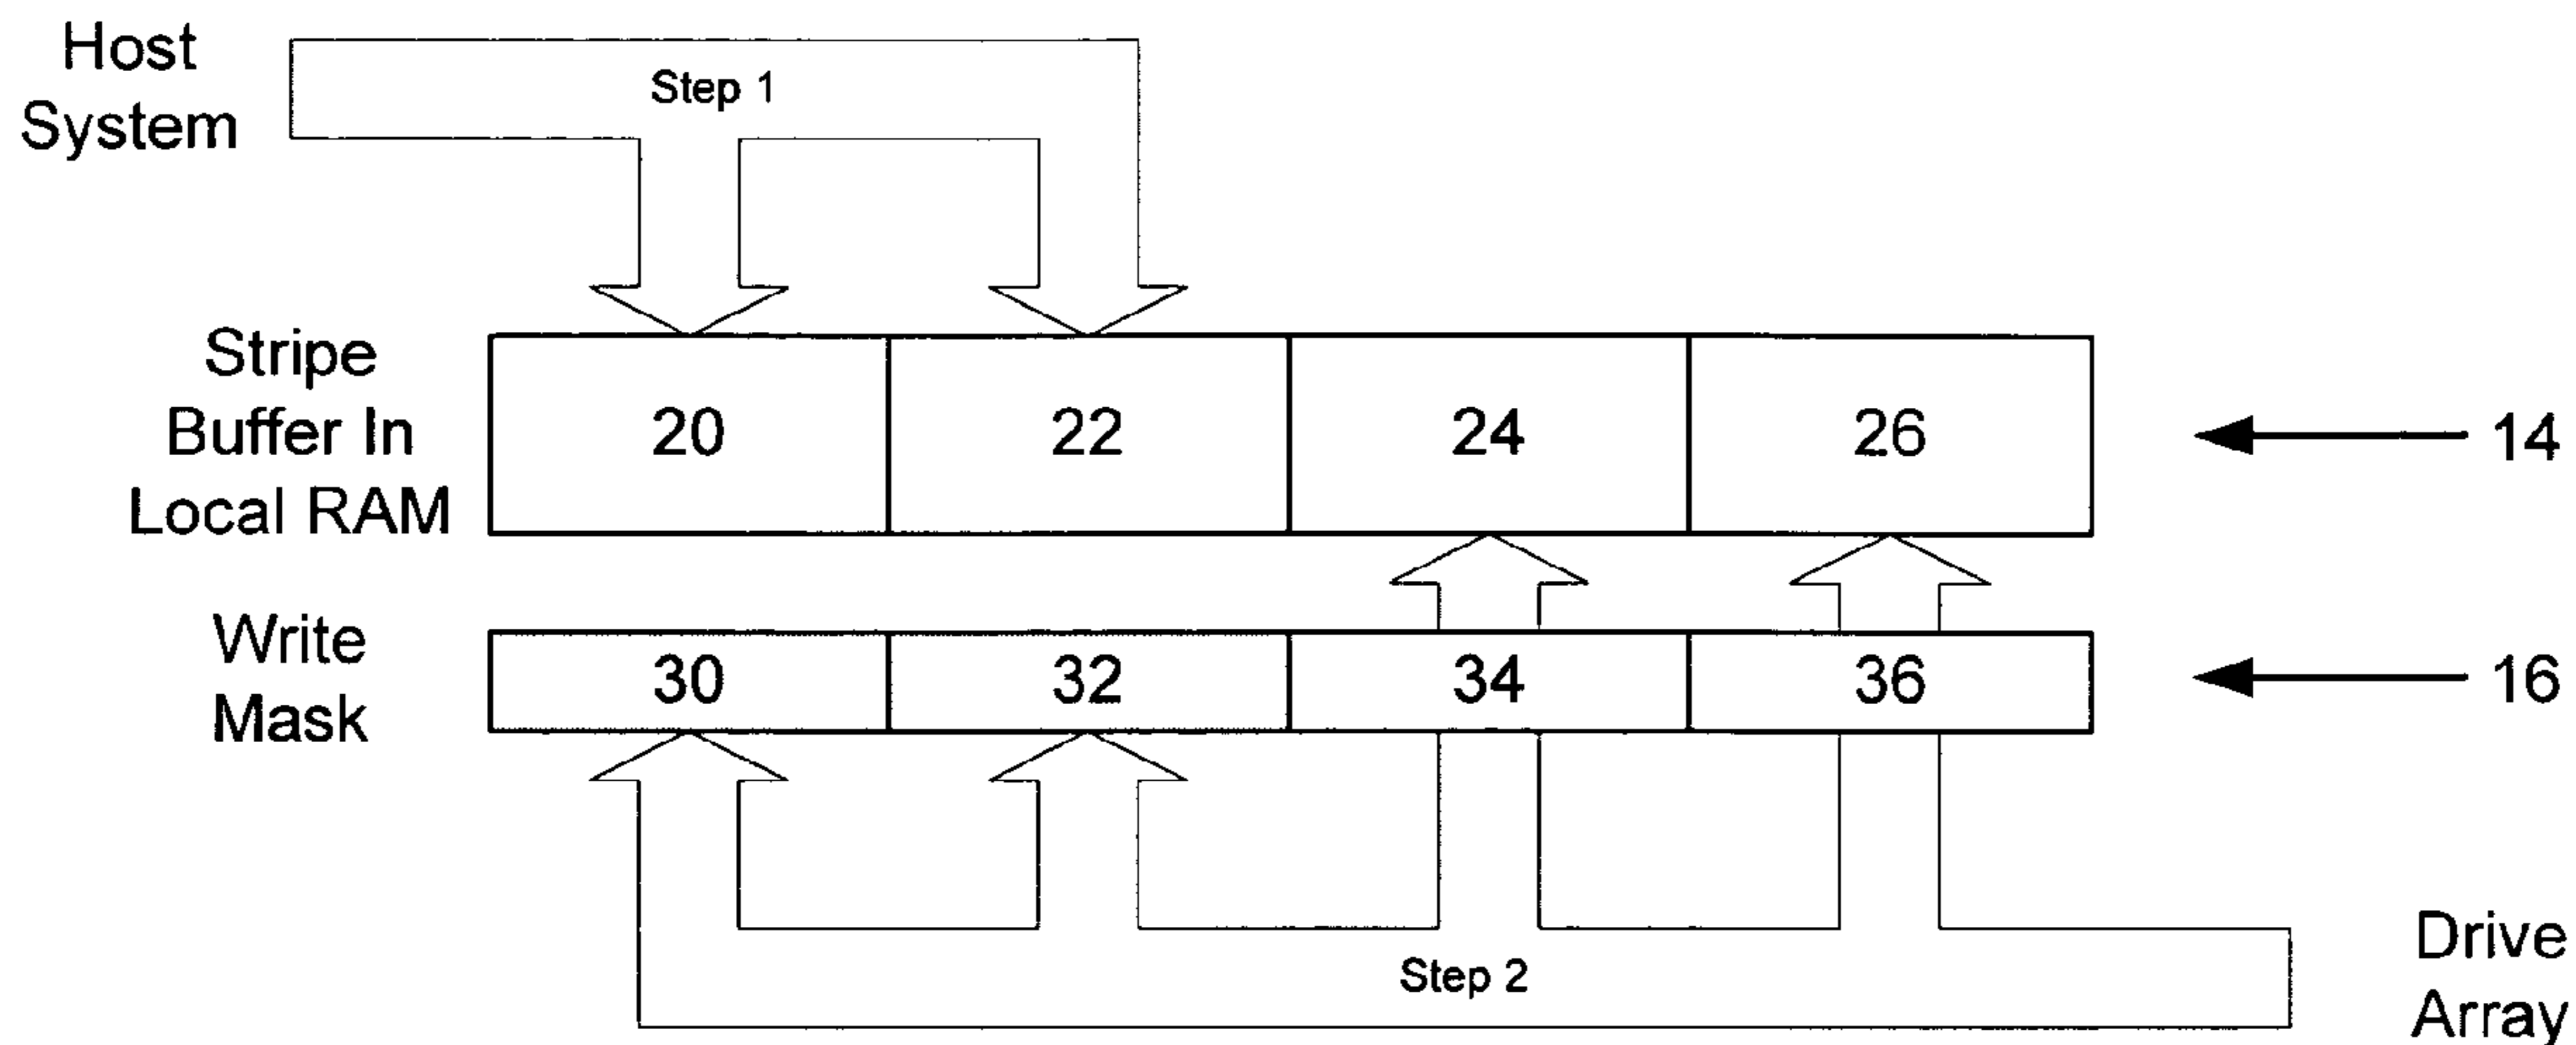 Host
System
Step 1
Stripe
Buffer In
Local RAM
20 22 24 26
14
Write
Mask
30 32 34 36
16
Step 2
Drive
Array